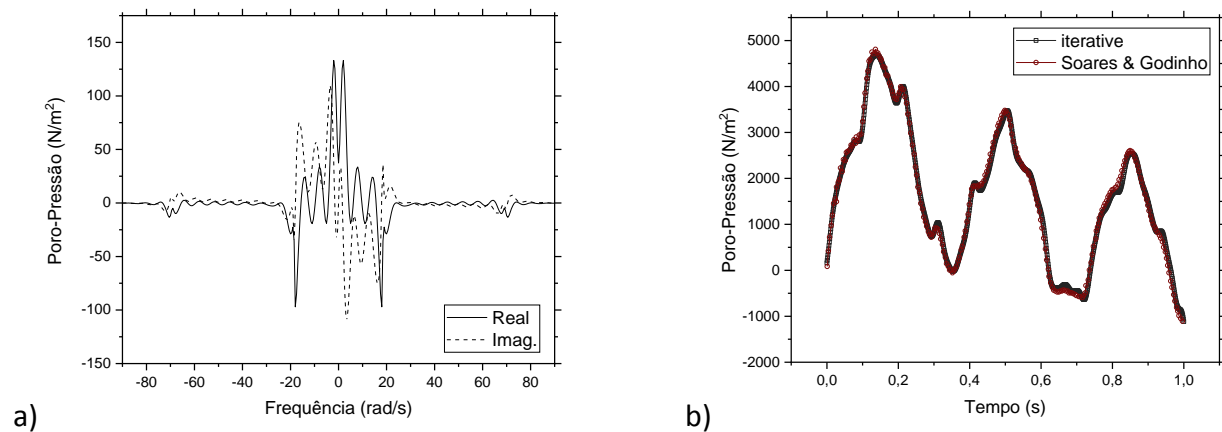 150
100
50
0
-50
-100
-150
Poro-Pressão (N/m²)
-80 -60 -40 -20 0 20 40 60 80
Frequência (rad/s)
Real
Imag.
a)
5000
4000
3000
2000
1000
0
-1000
-2000
Poro-Pressão (N/m²)
0,0 0,2 0,4 0,6 0,8 1,0
Tempo (s)
iterative
Soares & Godinho
b)